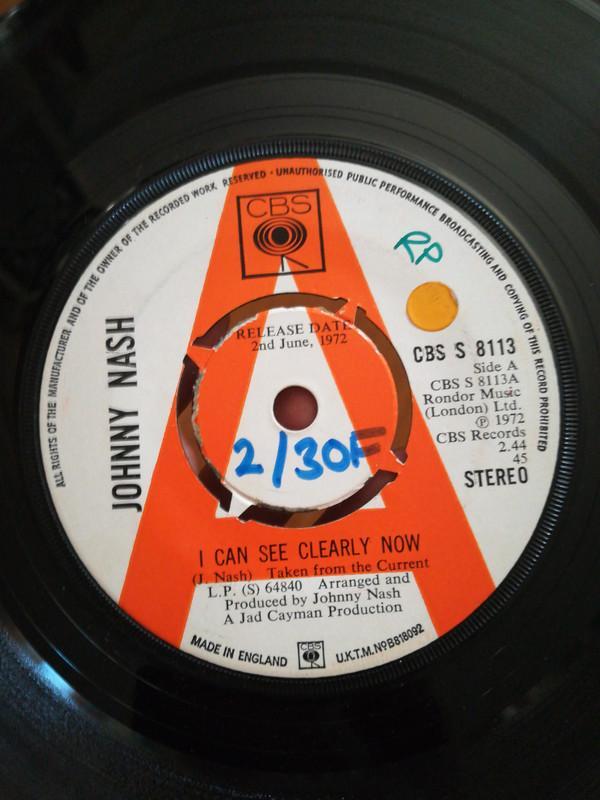 ALL RIGHTS OF THE MANUFACTURER AND OF THE OWNER OF THE RECORDED WORK RESERVED · UNAUTHORISED PUBLIC PERFORMANCE BROADCASTING AND COPYING OF THIS RECORD PROHIBITED
CBS
RP
RELEASE DATE
2nd June, 1972
JOHNNY NASH
CBS S 8113
Side A
CBS S 8113A
Rondor Music
(London) Ltd.
℗ 1972
CBS Records
2.44
45
STEREO
2/30F
I CAN SEE CLEARLY NOW
(J. Nash) Taken from the Current
L.P. (S) 64840 Arranged and
Produced by Johnny Nash
A Jad Cayman Production
MADE IN ENGLAND CBS U.K.T.M. Nº B818092